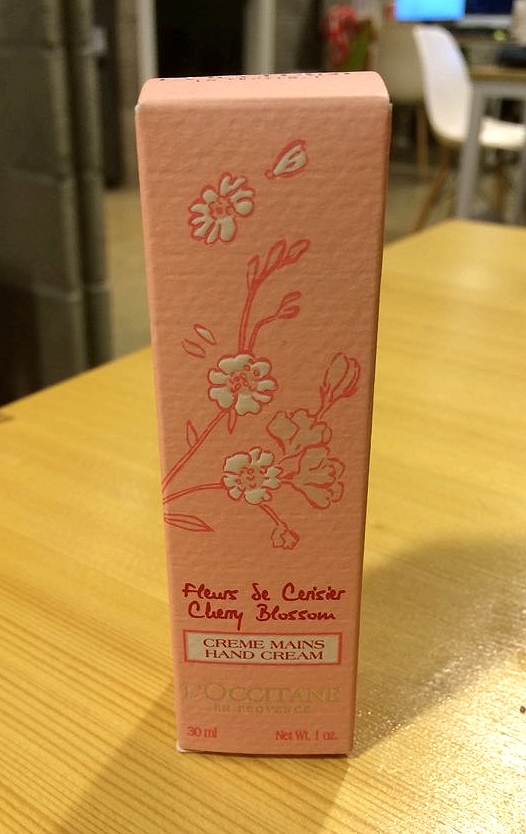 Fleurs de Cerisier
Cherry Blossom
CREME MAINS
HAND CREAM
L'OCCITANE
EN PROVENCE
30 ml Net Wt. 1 oz.